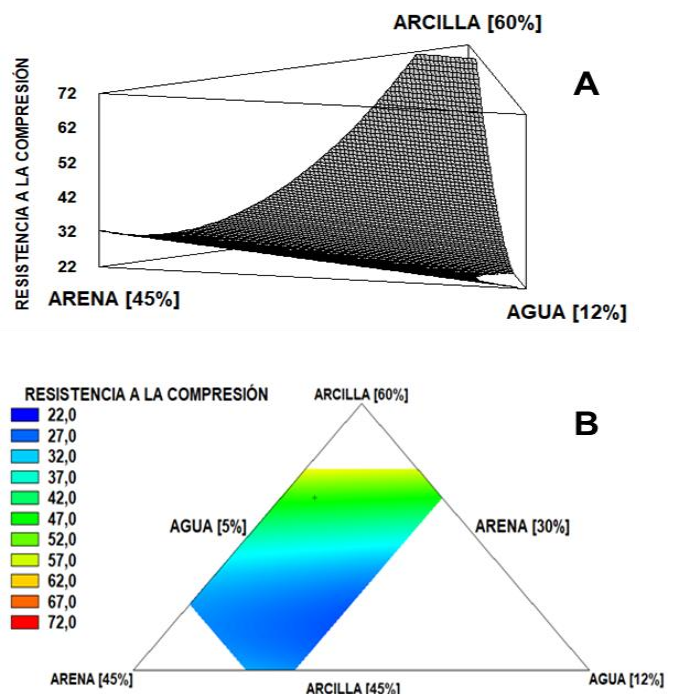 ARCILLA [60%]
A
RESISTENCIA A LA COMPRESIÓN
72
62
52
42
32
22
ARENA [45%]
AGUA [12%]
RESISTENCIA A LA COMPRESIÓN
ARCILLA [60%]
B
22,0
27,0
32,0
37,0
42,0
47,0
52,0
57,0
62,0
67,0
72,0
AGUA [5%]
ARENA [30%]
ARENA [45%]
ARCILLA [45%]
AGUA [12%]